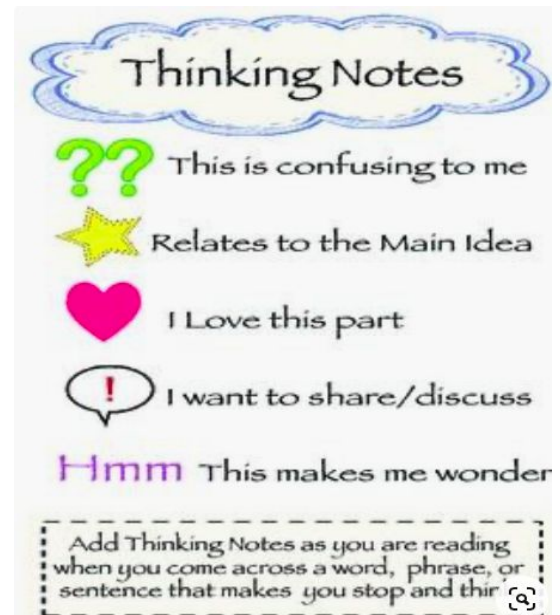 Thinking Notes
?? This is confusing to me
Relates to the Main Idea
I Love this part
! I want to share/discuss
Hmm This makes me wonder
Add Thinking Notes as you are reading
when you come across a word, phrase, or
sentence that makes you stop and